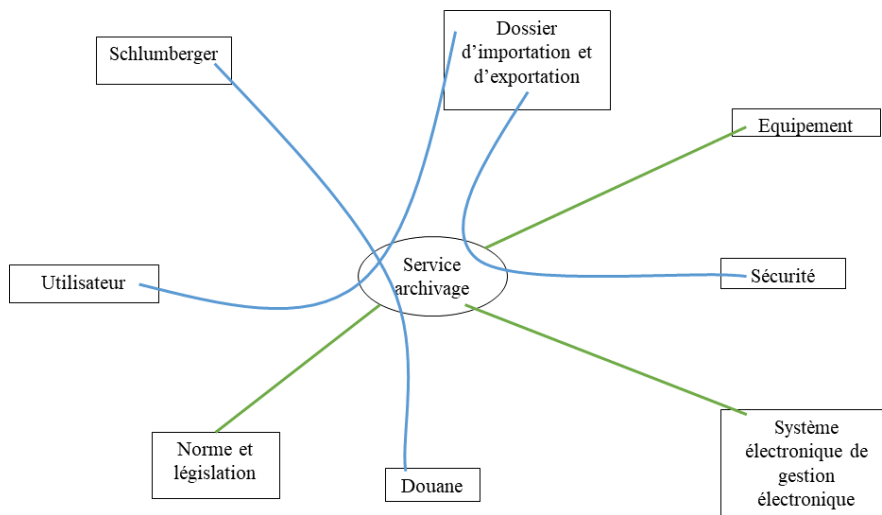 Schlumberger
Dossier
d'importation et
d'exportation
Equipement
Utilisateur
Service
archivage
Sécurité
Norme et
législation
Douane
Système
électronique de
gestion
électronique